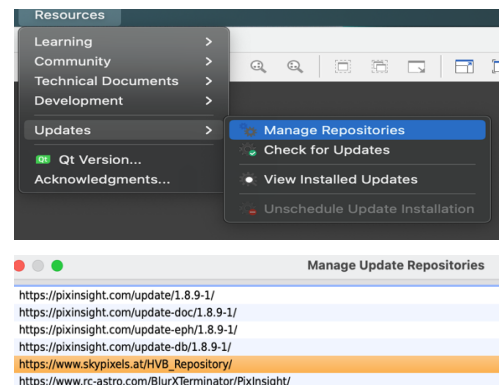 Resources
Learning >
Community >
Technical Documents >
Development >
Updates >
Manage Repositories
Check for Updates
Qt Qt Version...
View Installed Updates
Acknowledgments...
Unschedule Update Installation
Manage Update Repositories
https://pixinsight.com/update/1.8.9-1/
https://pixinsight.com/update-doc/1.8.9-1/
https://pixinsight.com/update-eph/1.8.9-1/
https://pixinsight.com/update-db/1.8.9-1/
https://www.skypixels.at/HVB_Repository/
https://www.rc-astro.com/BlurXTerminator/PixInsight/